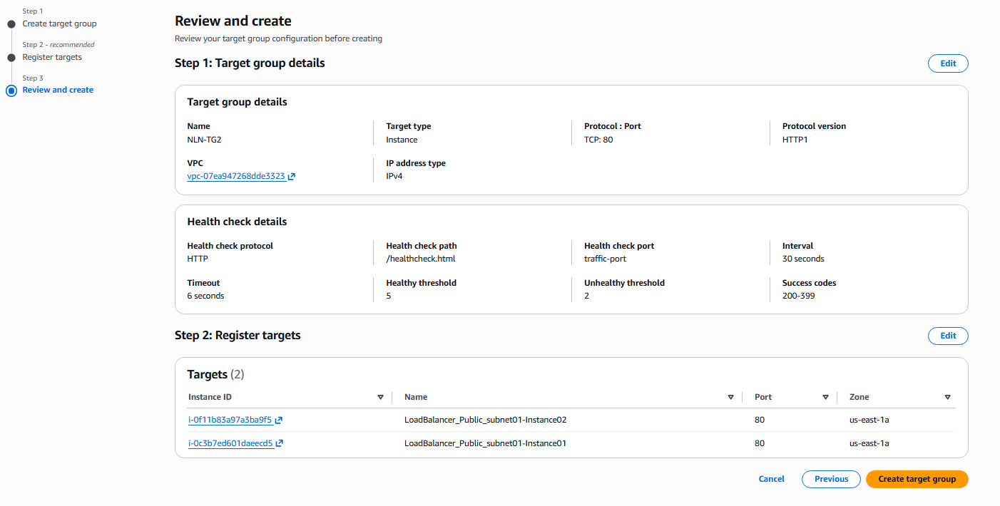 Step 1
Create target group
Step 2 - recommended
Register targets
Step 3
Review and create
Review and create
Review your target group configuration before creating
Step 1: Target group details
Edit
Target group details
Name
Target type
Protocol : Port
Protocol version
NLN-TG2
Instance
TCP: 80
HTTP1
VPC
IP address type
vpc-07ea947268dde3323
IPv4
Health check details
Health check protocol
Health check path
Health check port
Interval
HTTP
/healthcheck.html
traffic-port
30 seconds
Timeout
Healthy threshold
Unhealthy threshold
Success codes
6 seconds
5
2
200-399
Step 2: Register targets
Edit
Targets (2)
Instance ID
Name
Port
Zone
i-0f11b83a97a3ba9f5
LoadBalancer_Public_subnet01-Instance02
80
us-east-1a
i-0c3b7ed601daeecd5
LoadBalancer_Public_subnet01-Instance01
80
us-east-1a
Cancel
Previous
Create target group